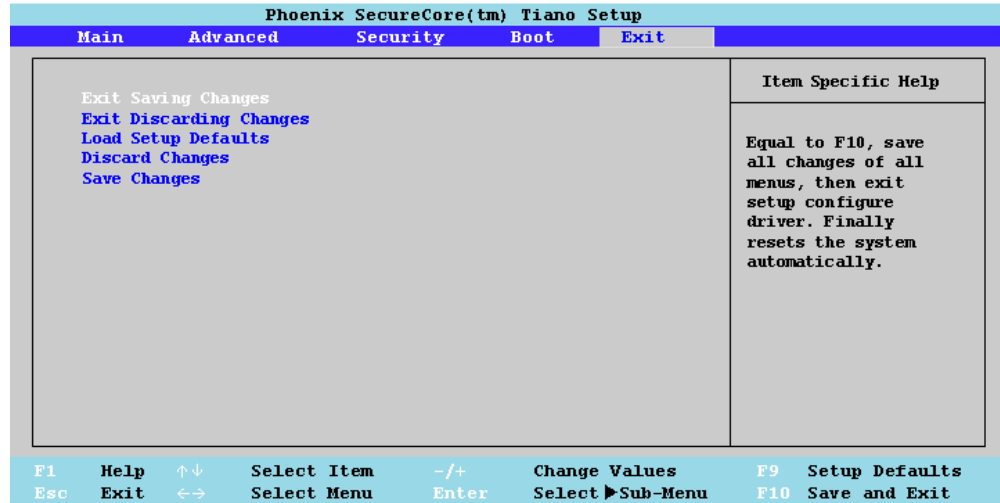 Phoenix SecureCore(tm) Tiano Setup
Main Advanced Security Boot Exit
Exit Saving Changes
Exit Discarding Changes
Load Setup Defaults
Discard Changes
Save Changes
Item Specific Help
Equal to F10, save
all changes of all
menus, then exit
setup configure
driver. Finally
resets the system
automatically.
F1 Help ↑↓ Select Item -/+ Change Values F9 Setup Defaults
Esc Exit ←→ Select Menu Enter Select ▶Sub-Menu F10 Save and Exit